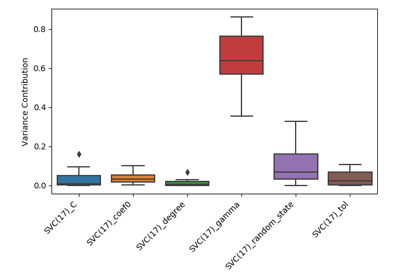 0.8
0.6
0.4
0.2
0.0
Variance Contribution
SVC(17)_C
SVC(17)_coef0
SVC(17)_degree
SVC(17)_gamma
SVC(17)_random_state
SVC(17)_tol